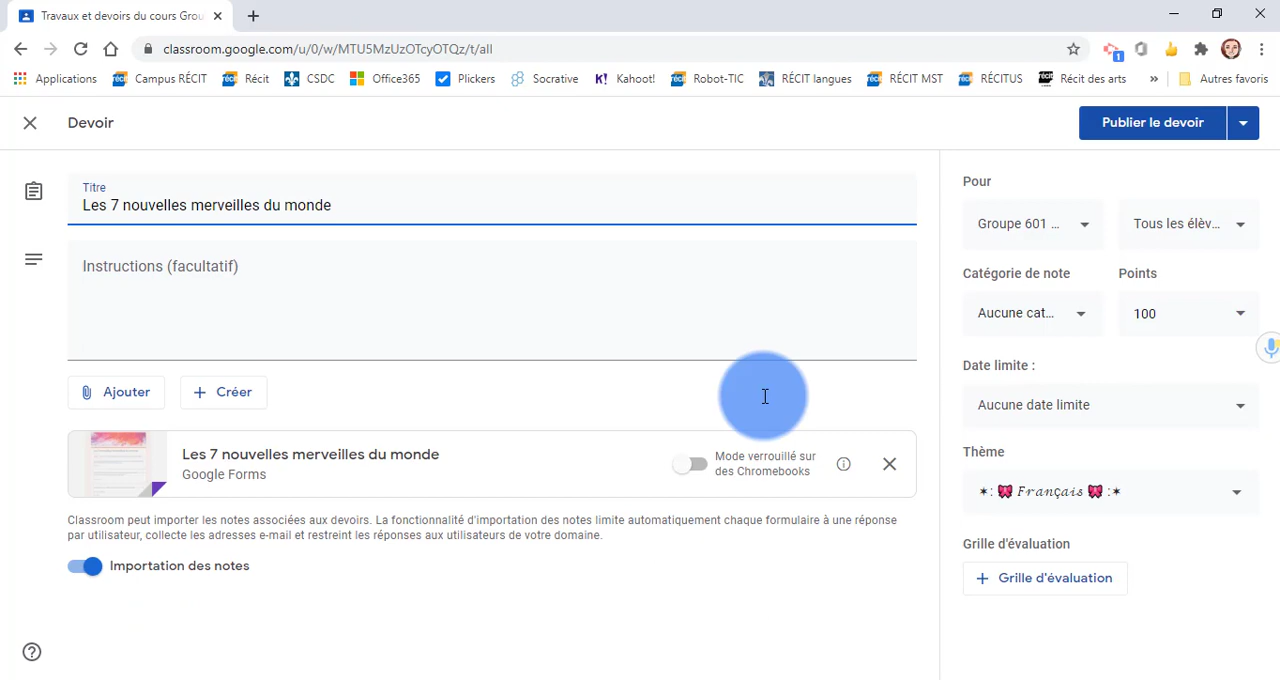 Travaux et devoirs du cours Grou
classroom.google.com/u/0/w/MTU5MzUzOTcyOTQz/t/all
1
Applications Campus RÉCIT Récit CSDC Office365 Plickers Socrative K! Kahoot! Robot-TIC RÉCIT langues RÉCIT MST RÉCITUS Récit des arts » Autres favoris
Devoir
Publier le devoir
Titre
Les 7 nouvelles merveilles du monde
Instructions (facultatif)
Ajouter
Créer
Les 7 nouvelles merveilles du monde
Google Forms
Mode verrouillé sur
des Chromebooks
Classroom peut importer les notes associées aux devoirs. La fonctionnalité d'importation des notes limite automatiquement chaque formulaire à une réponse
par utilisateur, collecte les adresses e-mail et restreint les réponses aux utilisateurs de votre domaine.
Importation des notes
Pour
Groupe 601 ...
Tous les élèv...
Catégorie de note
Points
Aucune cat...
100
Date limite :
Aucune date limite
Thème
✶: 🎀 𝓕𝓻𝓪𝓷ç𝓪𝓲𝓼 🎀 :✶
Grille d'évaluation
+ Grille d'évaluation